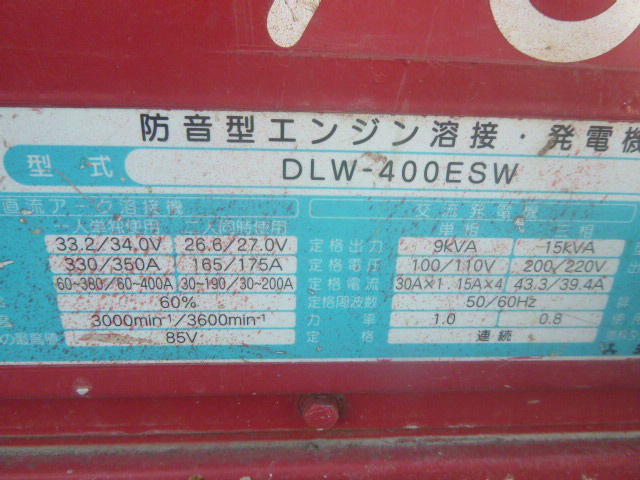 防音型エンジン溶接・発電機
型式 DLW-400ESW
直流アーク溶接機 交流発電機
一人単独使用 二人同時使用 単相 三相
33.2/34.0V 26.6/27.0V 定格出力 9kVA 15kVA
330/350A 165/175A 定格電圧 100/110V 200/220V
60~380/60~400A 30~190/30~200A 定格電流 30A×1 15A×4 43.3/39.4A
60% 定格周波数 50/60Hz
3000min⁻¹/3600min⁻¹ 力率 1.0 0.8
の最高 85V 定格 連続